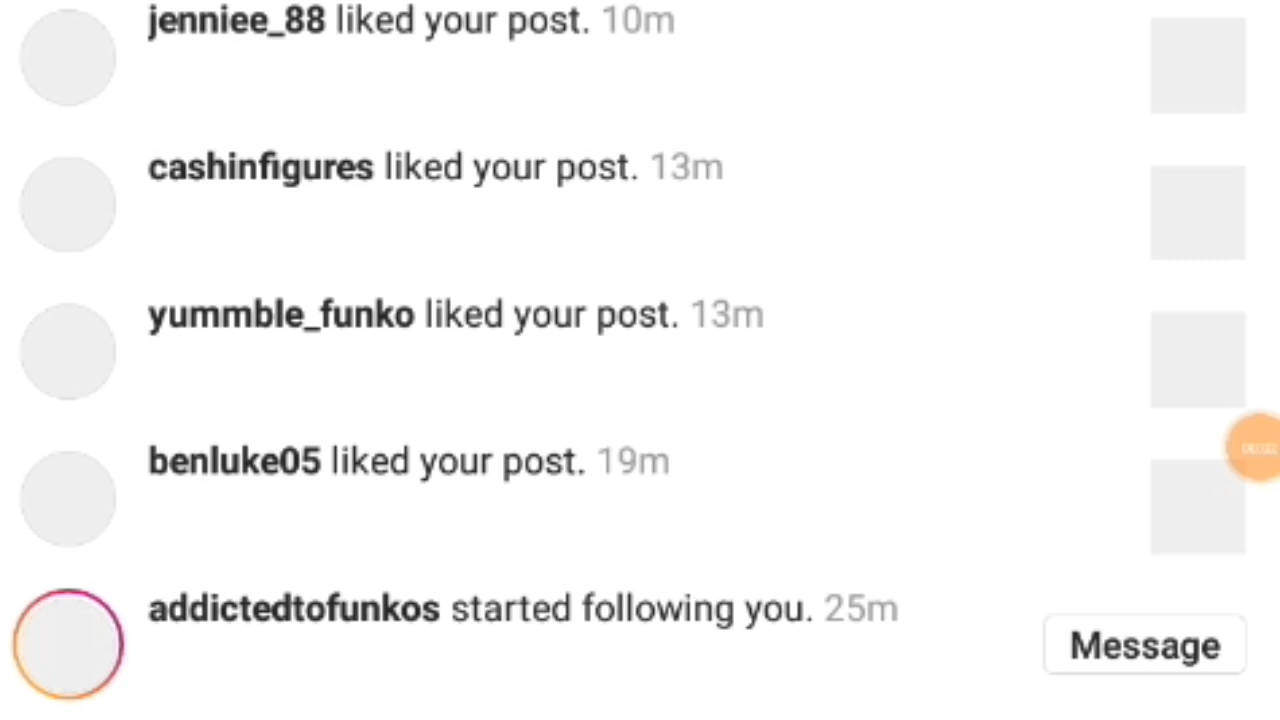 jenniee_88 liked your post. 10m
cashinfigures liked your post. 13m
yummble_funko liked your post. 13m
benluke05 liked your post. 19m
addictedtofunkos started following you. 25m
Message